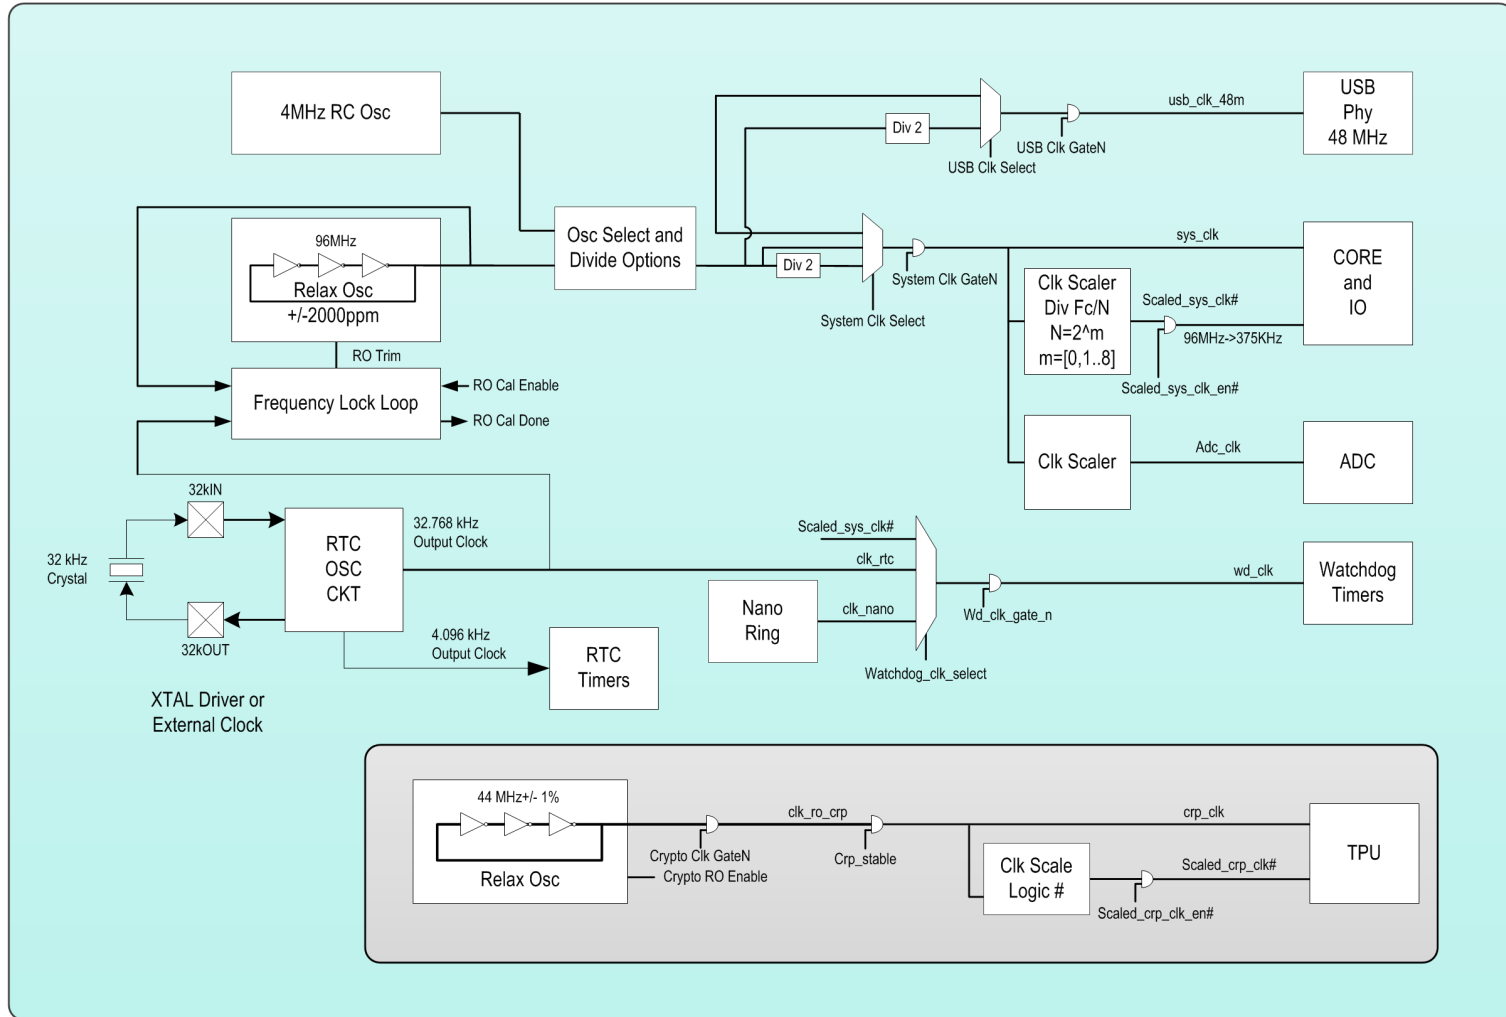 4MHz RC Osc
96MHz
Relax Osc
+/-2000ppm
RO Trim
Frequency Lock Loop
RO Cal Enable
RO Cal Done
Osc Select and
Divide Options
Div 2
USB Clk Select
USB Clk GateN
usb_clk_48m
USB
Phy
48 MHz
Div 2
System Clk Select
System Clk GateN
sys_clk
Clk Scaler
Div Fc/N
N=2^m
m=[0,1..8]
Scaled_sys_clk#
96MHz->375KHz
Scaled_sys_clk_en#
CORE
and
IO
Clk Scaler
Adc_clk
ADC
32 kHz
Crystal
32kIN
32kOUT
RTC
OSC
CKT
32.768 kHz
Output Clock
4.096 kHz
Output Clock
RTC
Timers
XTAL Driver or
External Clock
Nano
Ring
Scaled_sys_clk#
clk_rtc
clk_nano
Watchdog_clk_select
Wd_clk_gate_n
wd_clk
Watchdog
Timers
44 MHz+/- 1%
Relax Osc
Crypto Clk GateN
Crypto RO Enable
clk_ro_crp
Crp_stable
crp_clk
Clk Scale
Logic #
Scaled_crp_clk#
Scaled_crp_clk_en#
TPU